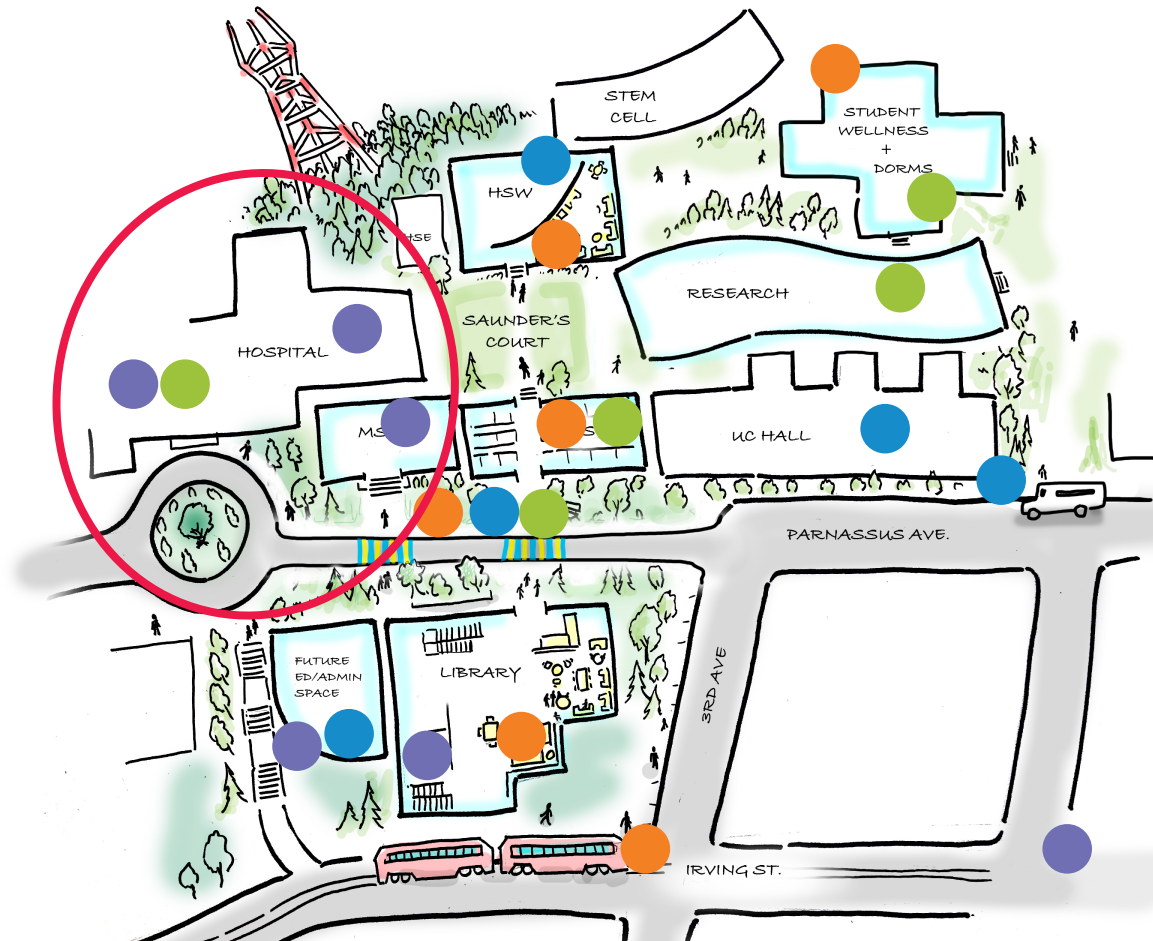 STEM
CELL
STUDENT
WELLNESS
+
DORMS
HSW
SAUNDER'S
COURT
RESEARCH
HOSPITAL
UC HALL
PARNASSUS AVE.
FUTURE
ED/ADMIN
SPACE
LIBRARY
3RD AVE
IRVING ST.